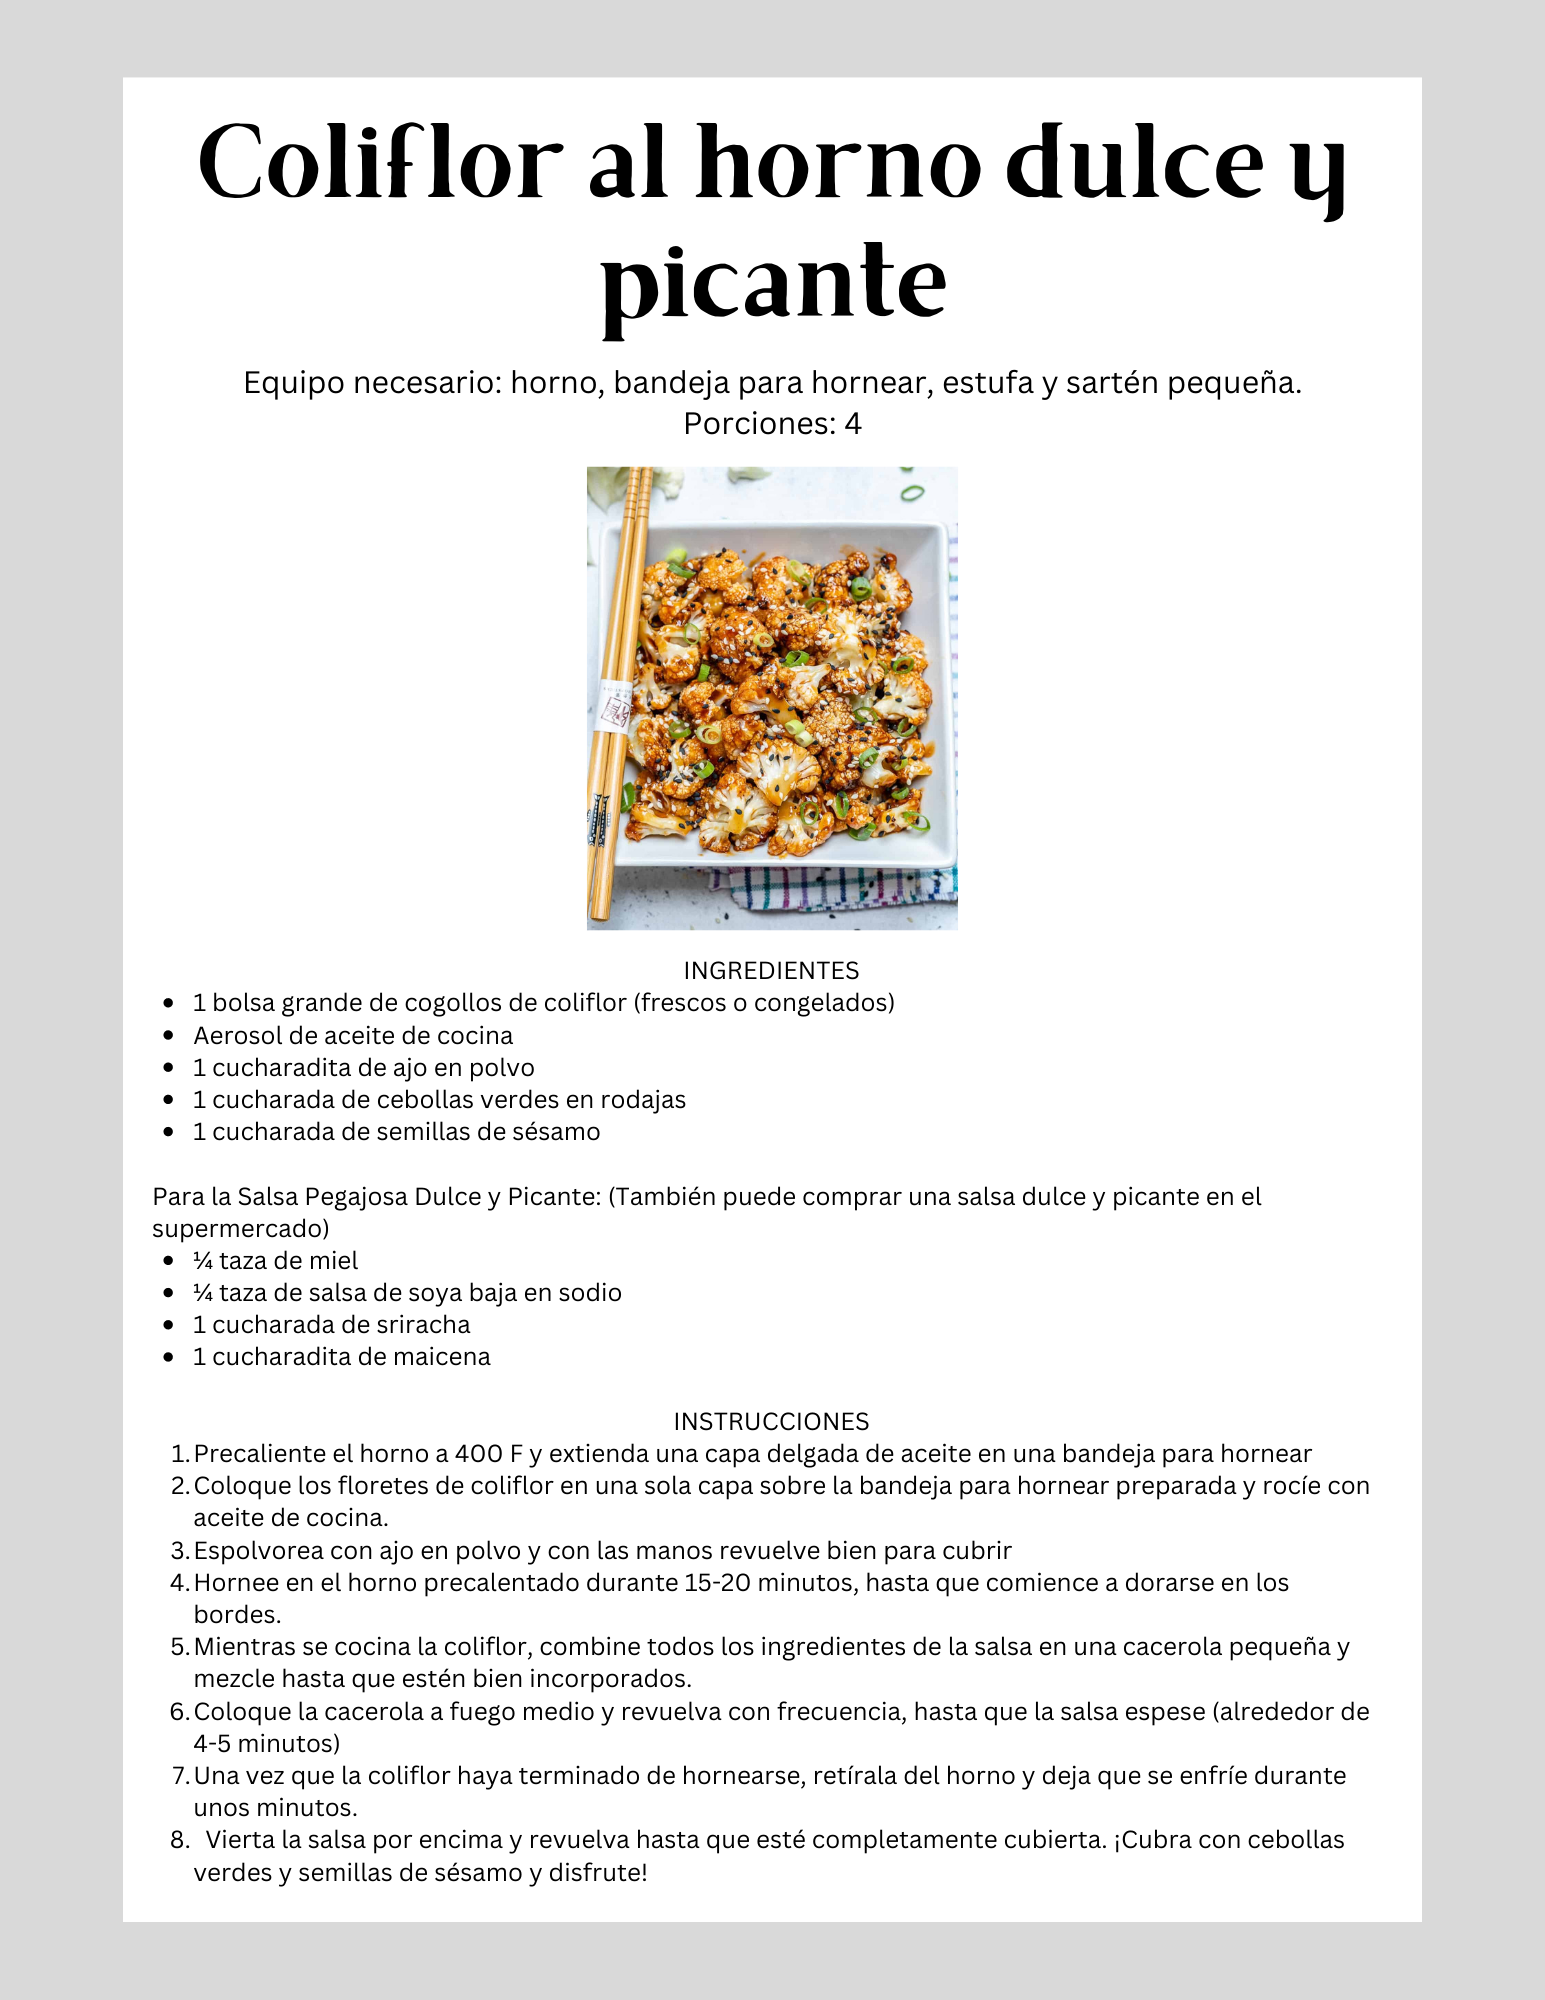 Coliflor al horno dulce y
picante
Equipo necesario: horno, bandeja para hornear, estufa y sartén pequeña.
Porciones: 4
INGREDIENTES
• 1 bolsa grande de cogollos de coliflor (frescos o congelados)
• Aerosol de aceite de cocina
• 1 cucharadita de ajo en polvo
• 1 cucharada de cebollas verdes en rodajas
• 1 cucharada de semillas de sésamo
Para la Salsa Pegajosa Dulce y Picante: (También puede comprar una salsa dulce y picante en el
supermercado)
• ¼ taza de miel
• ¼ taza de salsa de soya baja en sodio
• 1 cucharada de sriracha
• 1 cucharadita de maicena
INSTRUCCIONES
1. Precaliente el horno a 400 F y extienda una capa delgada de aceite en una bandeja para hornear
2. Coloque los floretes de coliflor en una sola capa sobre la bandeja para hornear preparada y rocíe con
aceite de cocina.
3. Espolvorea con ajo en polvo y con las manos revuelve bien para cubrir
4. Hornee en el horno precalentado durante 15-20 minutos, hasta que comience a dorarse en los
bordes.
5. Mientras se cocina la coliflor, combine todos los ingredientes de la salsa en una cacerola pequeña y
mezcle hasta que estén bien incorporados.
6. Coloque la cacerola a fuego medio y revuelva con frecuencia, hasta que la salsa espese (alrededor de
4-5 minutos)
7. Una vez que la coliflor haya terminado de hornearse, retírala del horno y deja que se enfríe durante
unos minutos.
8. Vierta la salsa por encima y revuelva hasta que esté completamente cubierta. ¡Cubra con cebollas
verdes y semillas de sésamo y disfrute!